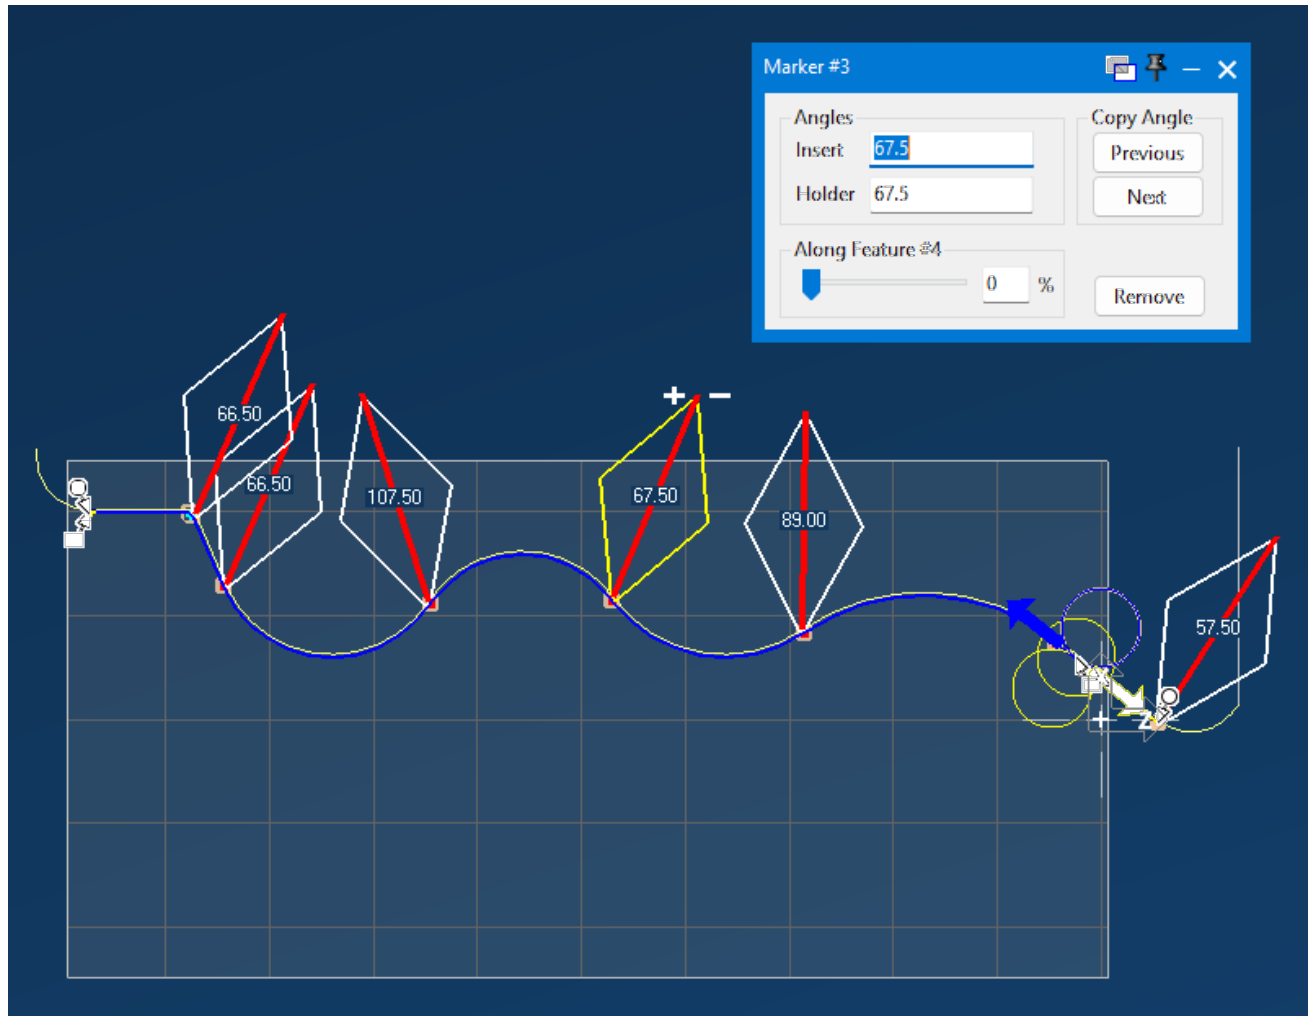 Marker #3
Angles
Insert 67.5
Holder 67.5
Copy Angle
Previous
Next
Along Feature #4
0 %
Remove
66.50
66.50
107.50
67.50
89.00
57.50
Z